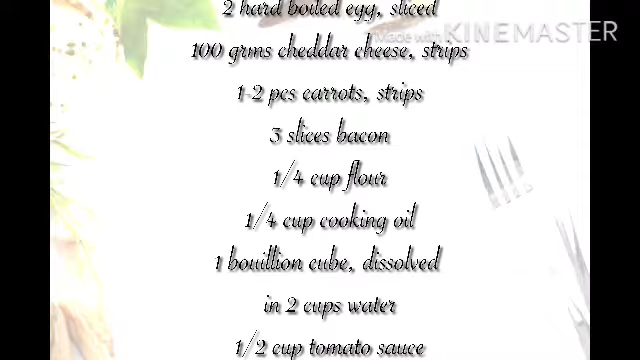 2 hard boiled egg, sliced
Made with KINEMASTER
100 grms cheddar cheese, strips
1-2 pcs carrots, strips
3 slices bacon
1/4 cup flour
1/4 cup cooking oil
1 bouillion cube, dissolved
in 2 cups water
1/2 cup tomato sauce